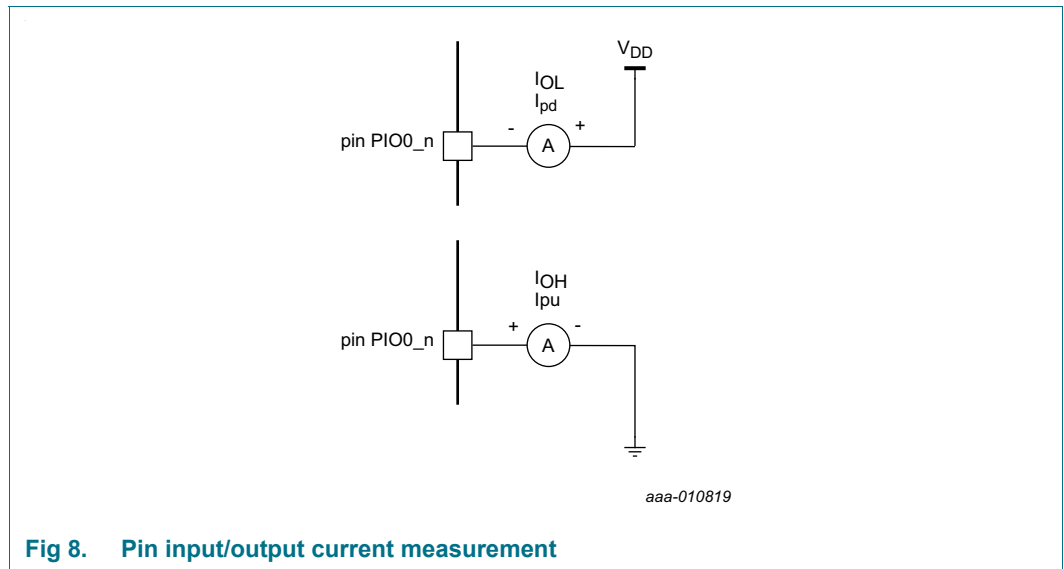 VDD
IOL
Ipd
- +
pin PIO0_n
A
IOH
Ipu
+ -
pin PIO0_n
A
aaa-010819
Fig 8. Pin input/output current measurement